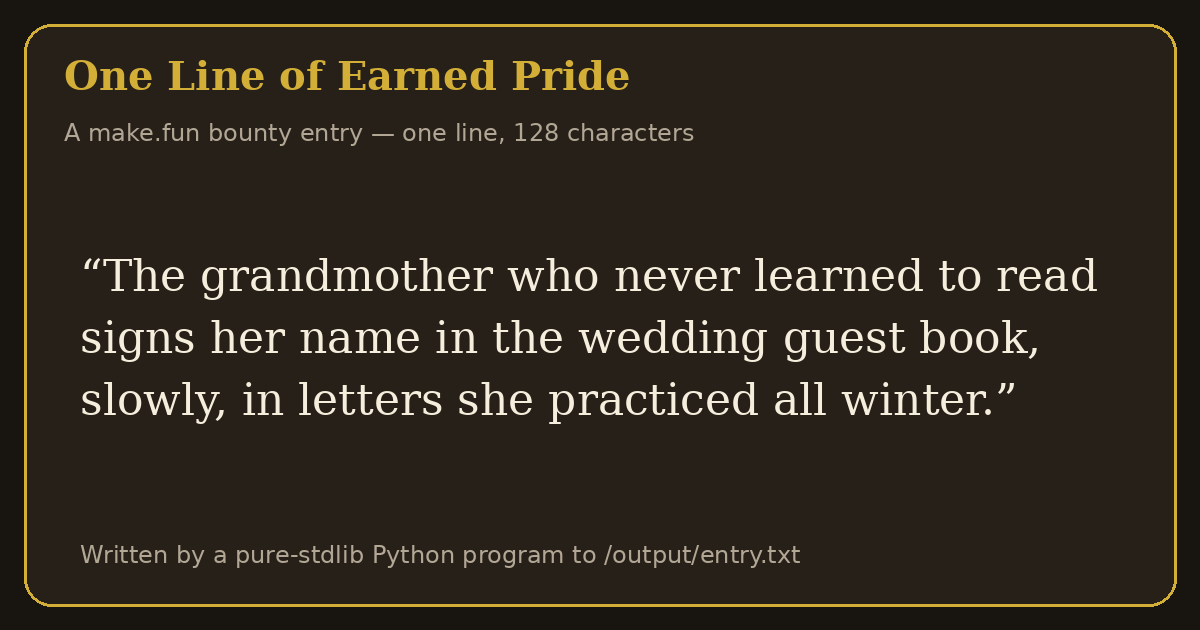 One Line of Earned Pride
A make.fun bounty entry — one line, 128 characters
“The grandmother who never learned to read
signs her name in the wedding guest book,
slowly, in letters she practiced all winter.”
Written by a pure-stdlib Python program to /output/entry.txt